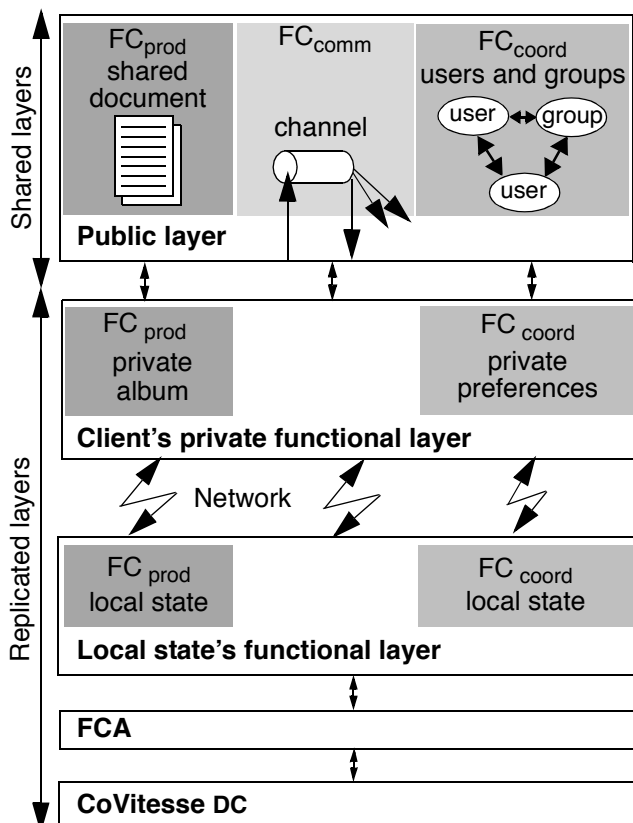 Shared layers
FCprod
shared
document
FCcomm
channel
FCcoord
users and groups
user
group
user
Public layer
Replicated layers
FC prod
private
album
FC coord
private
preferences
Client's private functional layer
Network
FC prod
local state
FC coord
local state
Local state's functional layer
FCA
CoVitesse DC